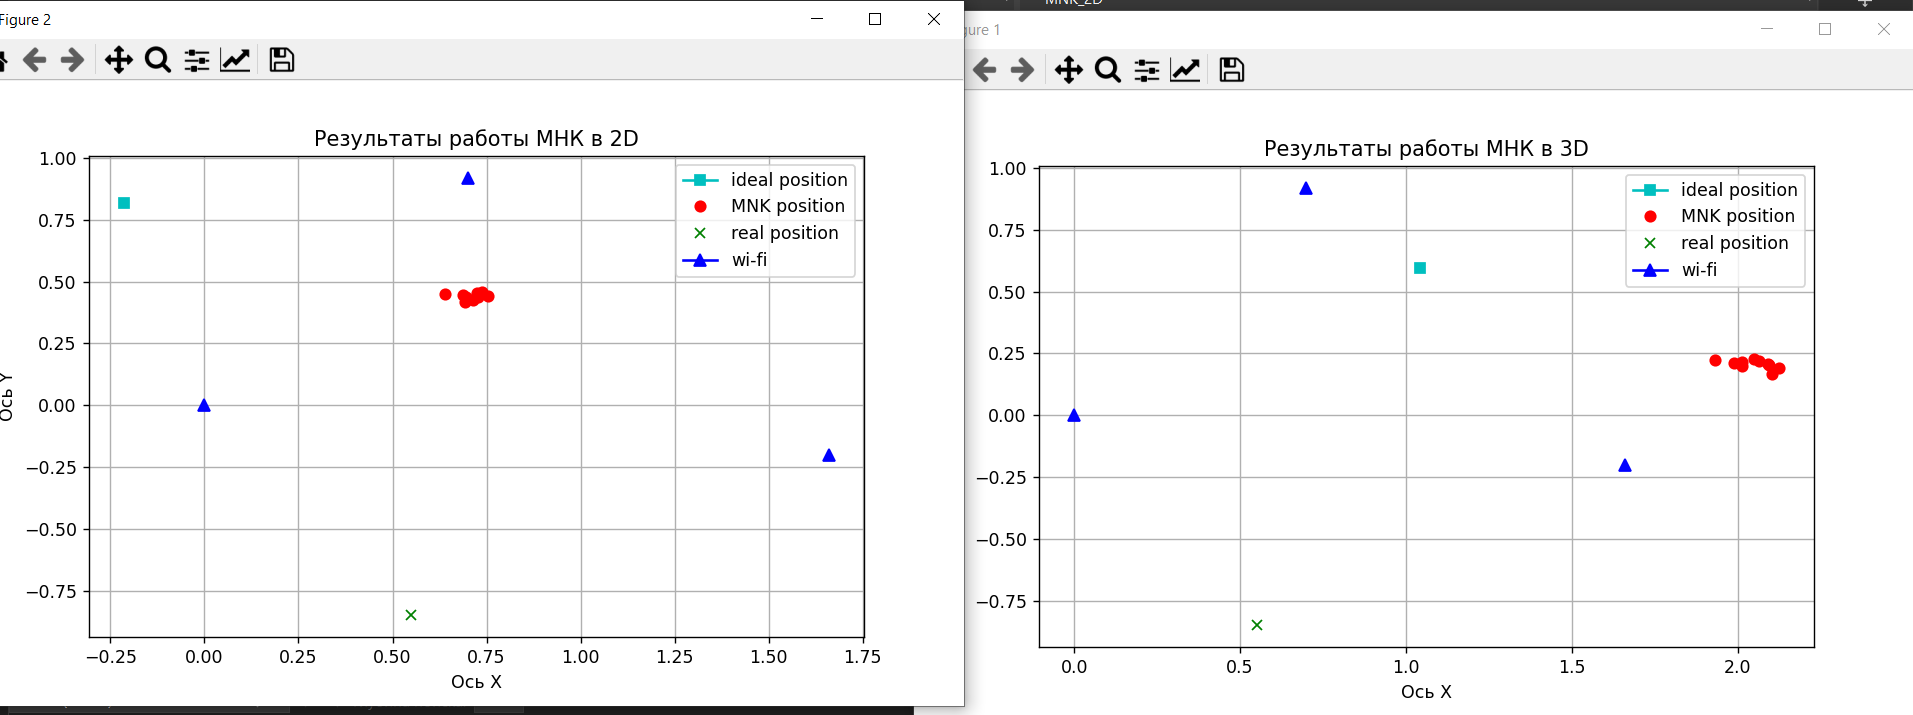 Figure 2
Результаты работы МНК в 2D
ideal position
MNK position
real position
wi-fi
1.00
0.75
0.50
0.25
0.00
−0.25
−0.50
−0.75
Ось Y
−0.25 0.00 0.25 0.50 0.75 1.00 1.25 1.50 1.75
Ось X
MNK_2D
gure 1
Результаты работы МНК в 3D
ideal position
MNK position
real position
wi-fi
1.00
0.75
0.50
0.25
0.00
−0.25
−0.50
−0.75
0.0 0.5 1.0 1.5 2.0
Ось X